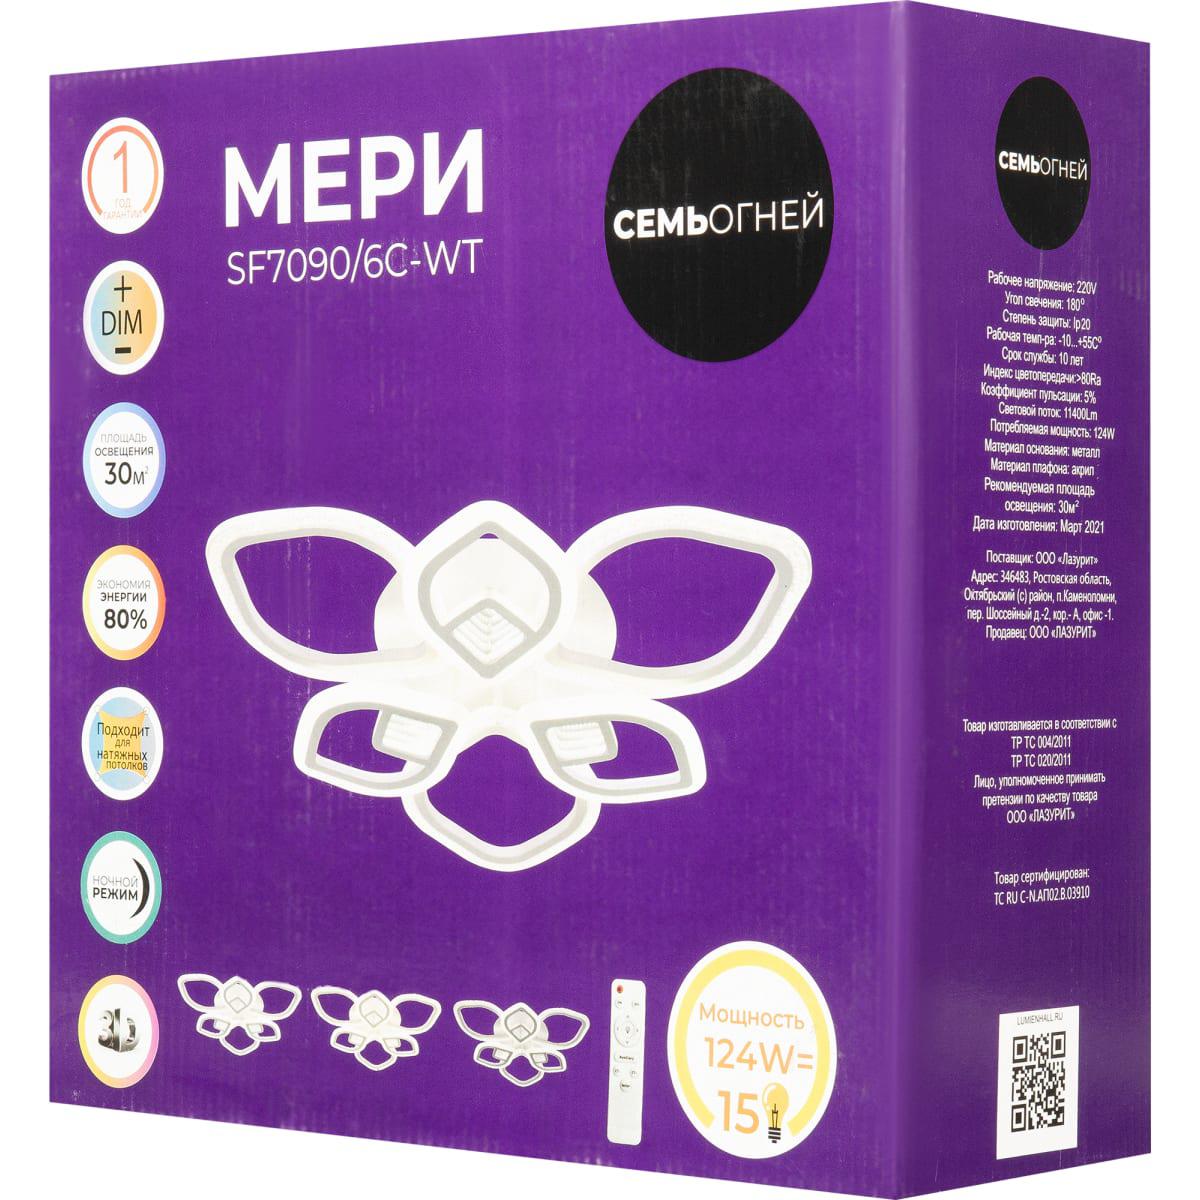 1
ГОД
ГАРАНТИИ
МЕРИ
SF7090/6C-WT
СЕМЬОГНЕЙ
+
DIM
-
ПЛОЩАДЬ
ОСВЕЩЕНИЯ
30м²
ЭКОНОМИЯ
ЭНЕРГИИ
80%
Подходит
для
натяжных
потолков
НОЧНОЙ
РЕЖИМ
3D
Мощность
124W=
15
СЕМЬОГНЕЙ
Рабочее напряжение: 220V
Угол свечения: 180°
Степень защиты: Ip20
Рабочая темп-ра: -10...+55C°
Срок службы: 10 лет
Индекс цветопередачи:>80Ra
Коэффициент пульсации: 5%
Световой поток: 11400Lm
Потребляемая мощность: 124W
Материал основания: металл
Материал плафона: акрил
Рекомендуемая площадь
освещения: 30м²
Дата изготовления: Март 2021
Поставщик: ООО «Лазурит»
Адрес: 346483, Ростовская область,
Октябрьский (с) район, п.Каменоломни,
пер. Шоссейный д.-2, кор.- А, офис -1.
Продавец: ООО «ЛАЗУРИТ»
Товар изготавливается в соответствии с
ТР ТС 004/2011
ТР ТС 020/2011
Лицо, уполномоченное принимать
претензии по качеству товара
ООО «ЛАЗУРИТ»
Товар сертифицирован:
TC RU C-N.АП02.В.03910
LUMIENHALL.RU